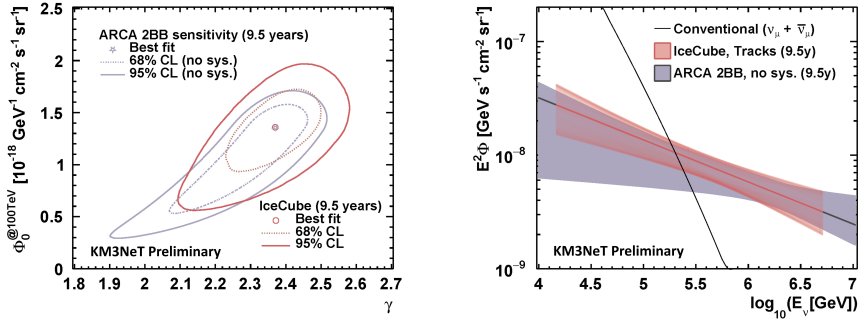 Φ₀^@100TeV [10⁻¹⁸ GeV⁻¹ cm⁻² s⁻¹ sr⁻¹]
2.5
2
1.5
1
0.5
0
ARCA 2BB sensitivity (9.5 years)
Best fit
68% CL (no sys.)
95% CL (no sys.)
IceCube (9.5 years)
Best fit
68% CL
95% CL
KM3NeT Preliminary
1.8 1.9 2 2.1 2.2 2.3 2.4 2.5 2.6 2.7
γ
E²Φ [GeV s⁻¹ cm⁻² sr⁻¹]
10⁻⁷
10⁻⁸
10⁻⁹
Conventional (ν_μ + ν̅_μ)
IceCube, Tracks (9.5y)
ARCA 2BB, no sys. (9.5y)
KM3NeT Preliminary
4 4.5 5 5.5 6 6.5 7
log₁₀(E_ν[GeV])